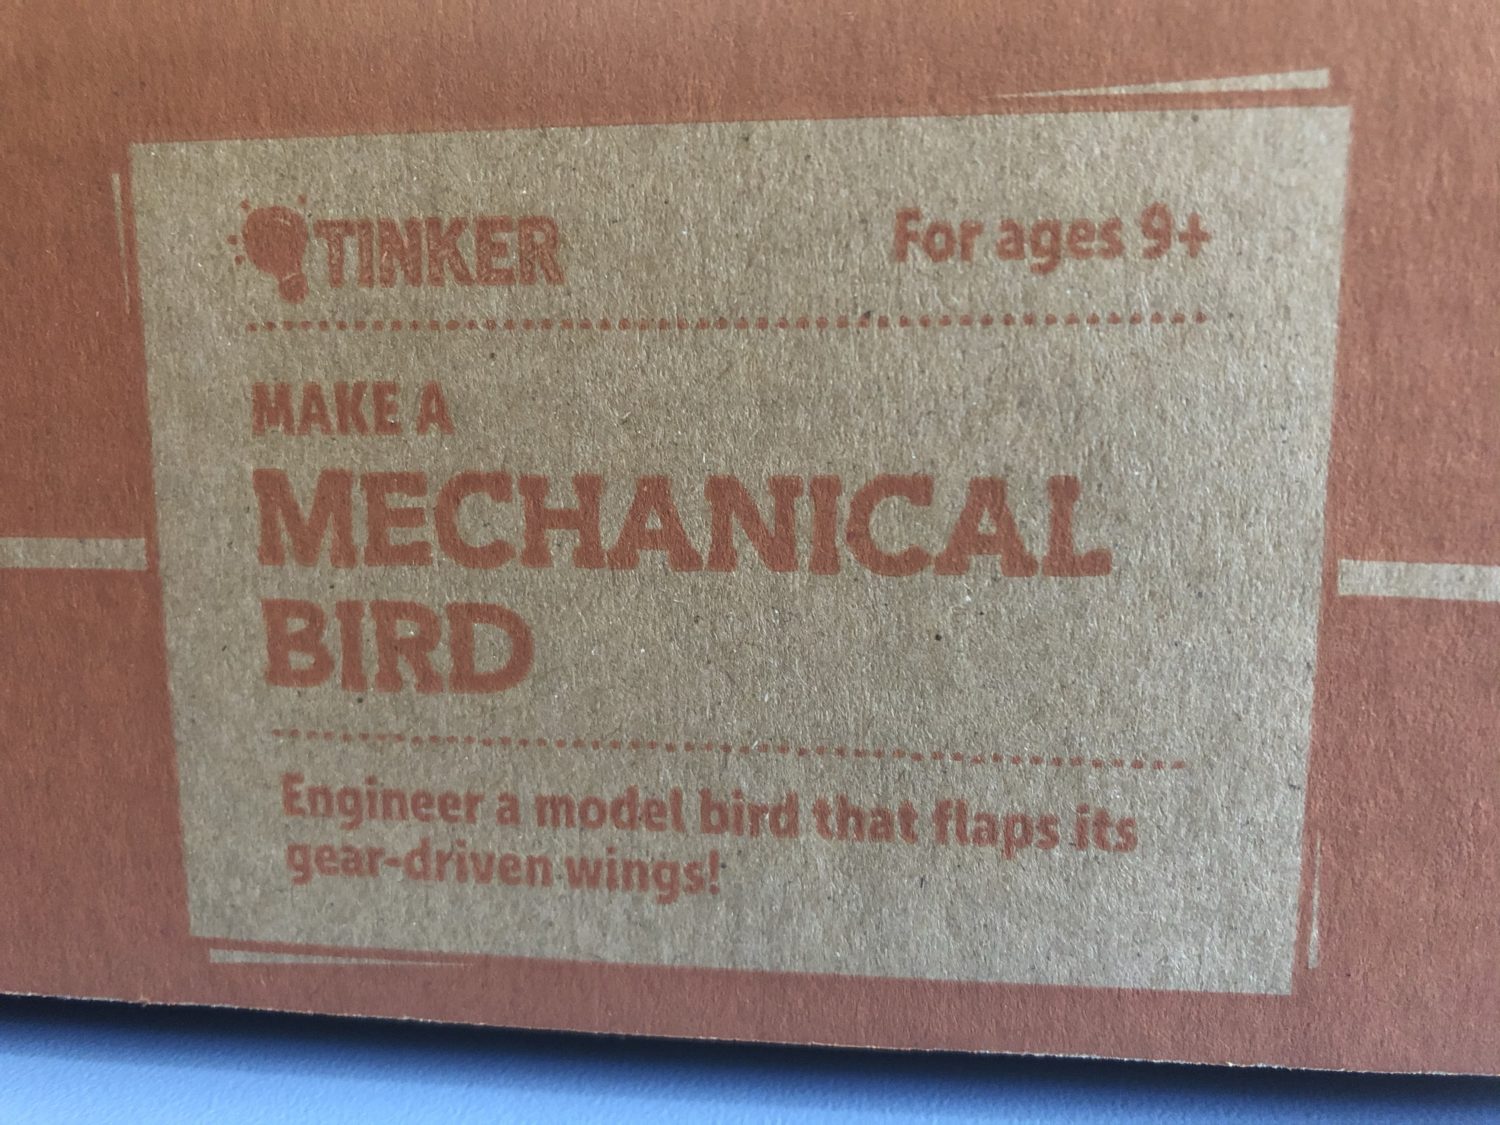 TINKER
For ages 9+
MAKE A
MECHANICAL
BIRD
Engineer a model bird that flaps its
gear-driven wings!